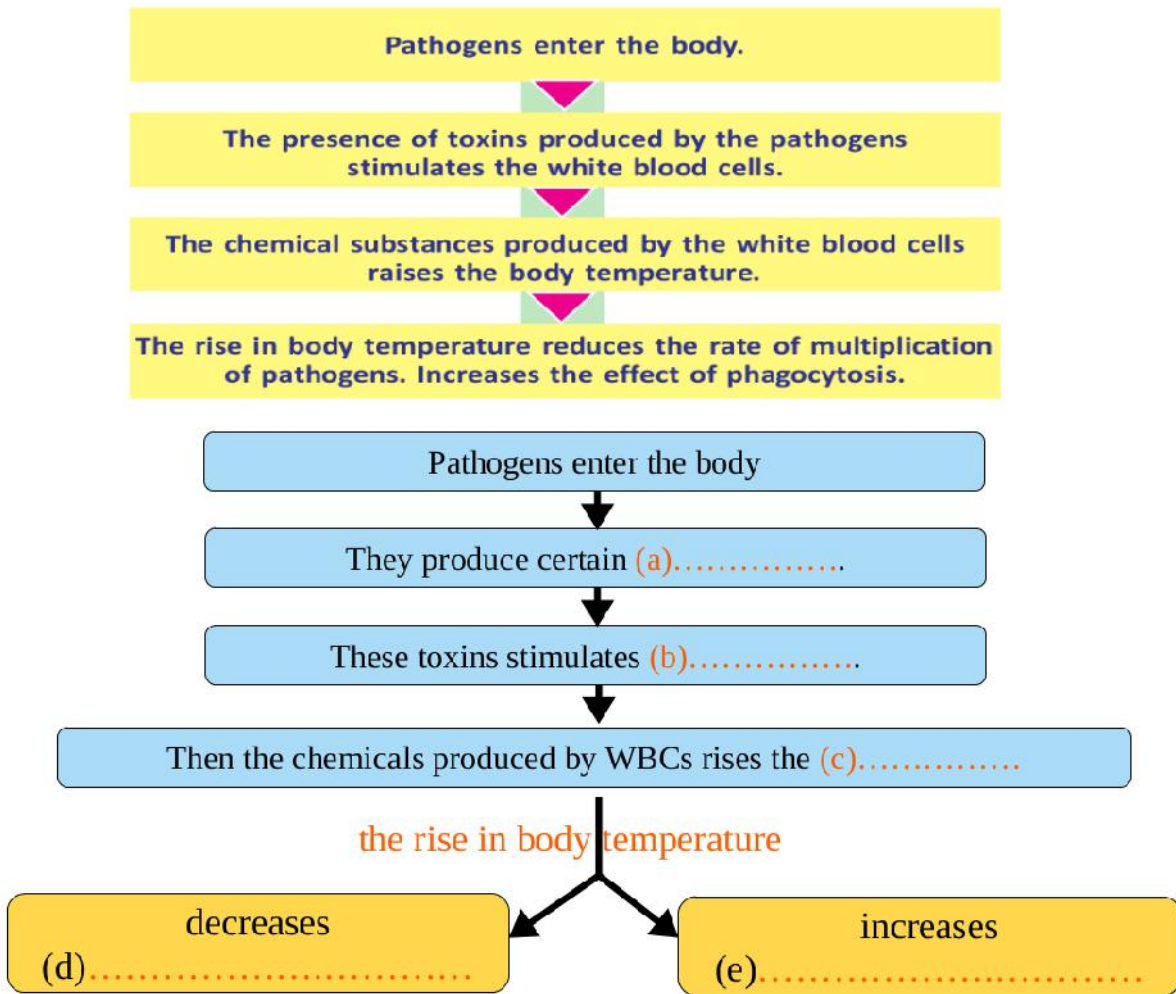 Pathogens enter the body.
The presence of toxins produced by the pathogens
stimulates the white blood cells.
The chemical substances produced by the white blood cells
raises the body temperature.
The rise in body temperature reduces the rate of multiplication
of pathogens. Increases the effect of phagocytosis.
Pathogens enter the body
They produce certain (a)................
These toxins stimulates (b)................
Then the chemicals produced by WBCs rises the (c)................
the rise in body temperature
decreases
(d)................................
increases
(e)................................